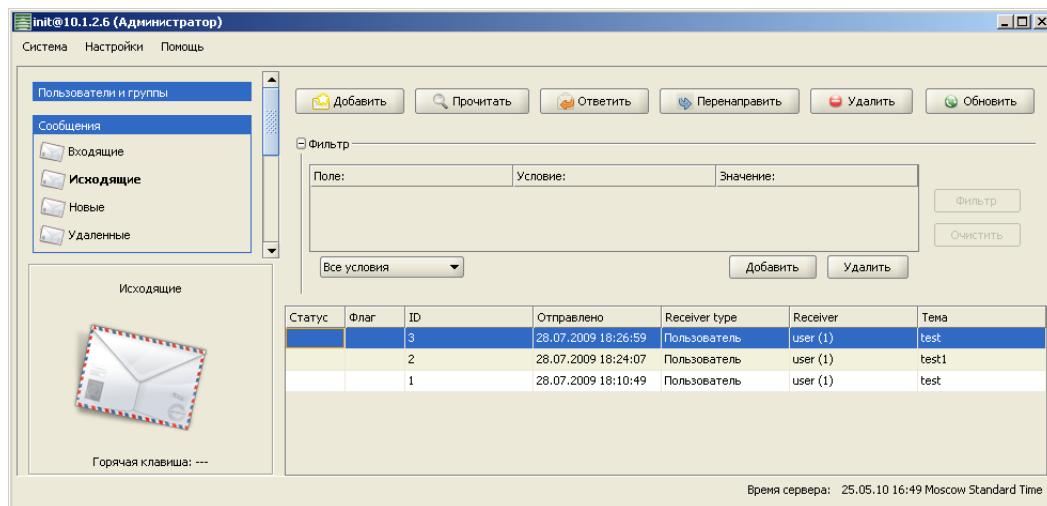 init@10.1.2.6 (Администратор)
Система Настройки Помощь
Пользователи и группы
Сообщения
Входящие
Исходящие
Новые
Удаленные
Исходящие
Горячая клавиша: ---
Добавить Прочитать Ответить Перенаправить Удалить Обновить
Фильтр
Поле: Условие: Значение:
Фильтр
Очистить
Все условия Добавить Удалить
Статус Флаг ID Отправлено Receiver type Receiver Тема
3 28.07.2009 18:26:59 Пользователь user (1) test
2 28.07.2009 18:24:07 Пользователь user (1) test1
1 28.07.2009 18:10:49 Пользователь user (1) test
Время сервера: 25.05.10 16:49 Moscow Standard Time